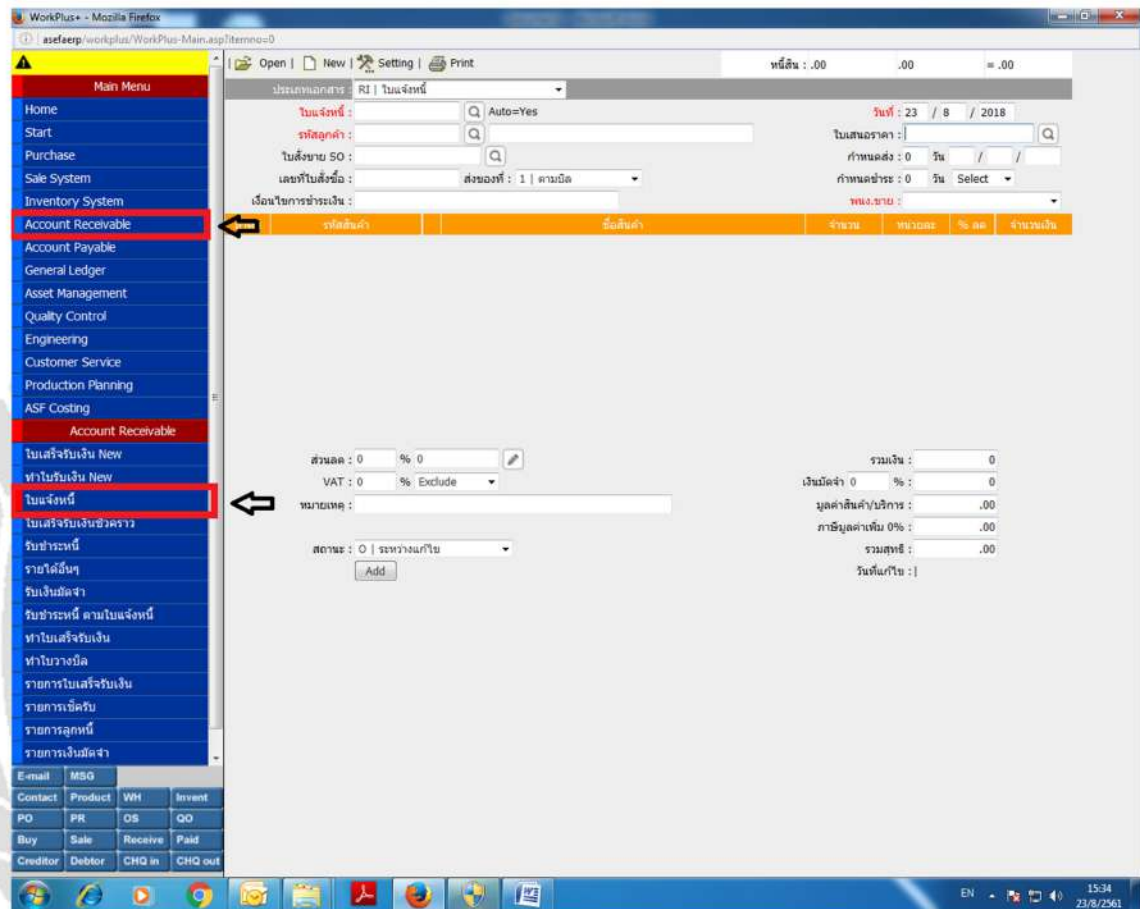 WorkPlus+ - Mozilla Firefox
asefaerp/workplus/WorkPlus-Main.asp?itemno=0
Open | New | Setting | Print
หนี้สิน : .00 .00 = .00
Main Menu
Home
Start
Purchase
Sale System
Inventory System
Account Receivable
Account Payable
General Ledger
Asset Management
Quality Control
Engineering
Customer Service
Production Planning
ASF Costing
Account Receivable
ใบเสร็จรับเงิน New
ทำใบรับเงิน New
ใบแจ้งหนี้
ใบเสร็จรับเงินชั่วคราว
รับชำระหนี้
รายได้อื่นๆ
รับเงินมัดจำ
รับชำระหนี้ ตามใบแจ้งหนี้
ทำใบเสร็จรับเงิน
ทำใบวางบิล
รายการใบเสร็จรับเงิน
รายการเช็ครับ
รายการลูกหนี้
รายการเงินมัดจำ
E-mail MSG
Contact Product WH Invent
PO PR OS QO
Buy Sale Receive Paid
Creditor Debtor CHQ in CHQ out
ประเภทเอกสาร : RI | ใบแจ้งหนี้
ใบแจ้งหนี้ : Auto=Yes วันที่ : 23 / 8 / 2018
รหัสลูกค้า : ใบเสนอราคา :
ใบสั่งขาย SO : กำหนดส่ง : 0 วัน / /
เลขที่ใบสั่งซื้อ : ส่งของที่ : 1 | ตามบิล กำหนดชำระ : 0 วัน Select
เงื่อนไขการชำระเงิน : พนง.ขาย :
รหัสสินค้า ชื่อสินค้า จำนวน หน่วยละ % ลด จำนวนเงิน
ส่วนลด : 0 % 0 รวมเงิน : 0
VAT : 0 % Exclude เงินมัดจำ 0 % : 0
หมายเหตุ : มูลค่าสินค้า/บริการ : .00
ภาษีมูลค่าเพิ่ม 0% : .00
สถานะ : O | ระหว่างแก้ไข รวมสุทธิ : .00
Add วันที่แก้ไข : |
EN 15:34
23/8/2561